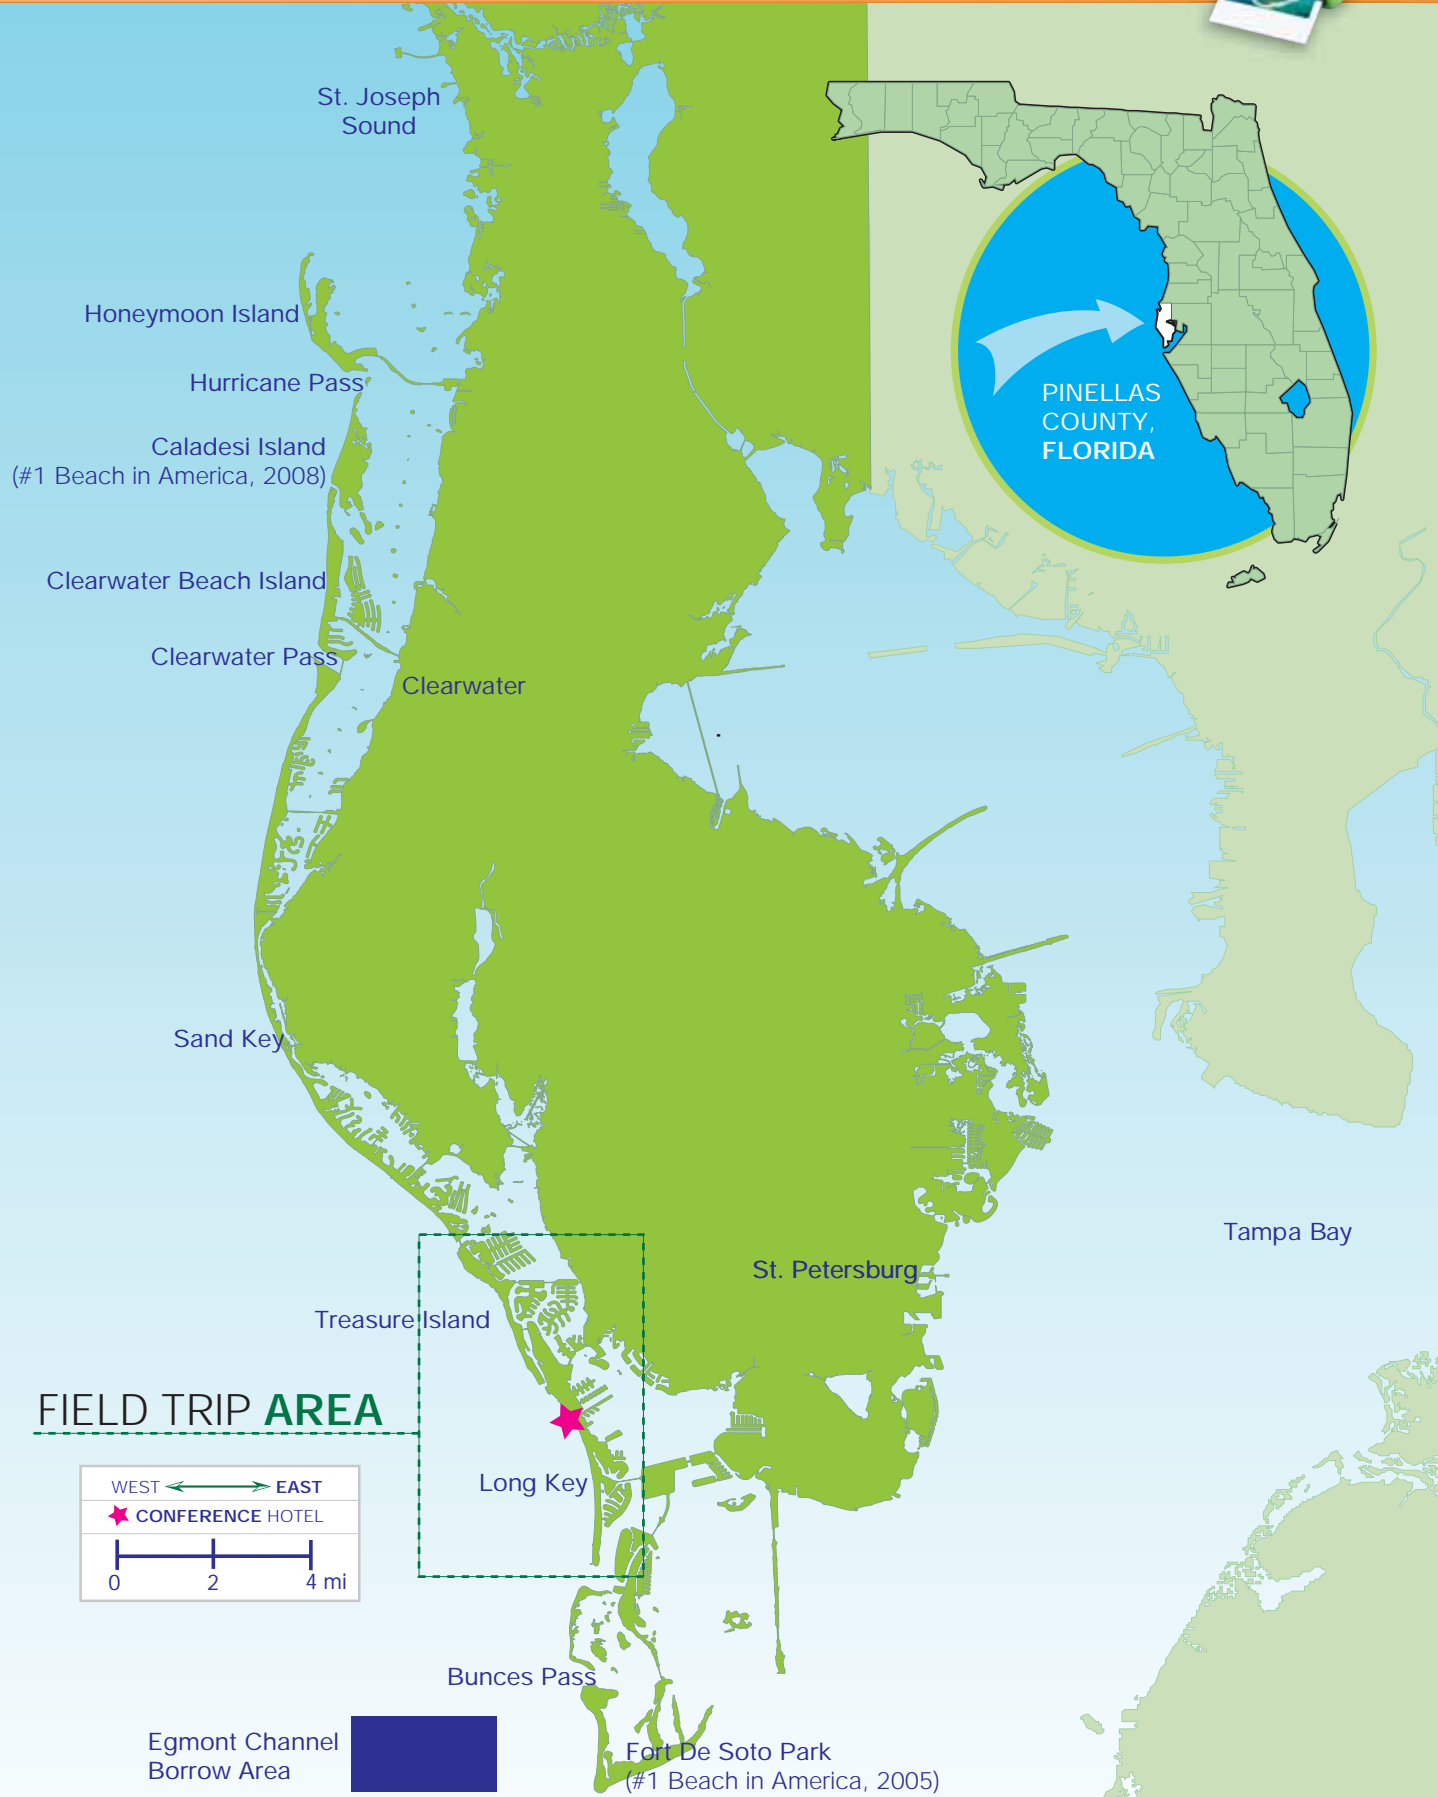 St. Joseph
Sound
Honeymoon Island
Hurricane Pass
Caladesi Island
(#1 Beach in America, 2008)
PINELLAS
COUNTY,
FLORIDA
Clearwater Beach Island
Clearwater Pass
Clearwater
Sand Key
Tampa Bay
St. Petersburg
Treasure Island
FIELD TRIP AREA
Long Key
WEST EAST
CONFERENCE HOTEL
0 2 4 mi
Bunces Pass
Egmont Channel
Borrow Area
Fort De Soto Park
(#1 Beach in America, 2005)